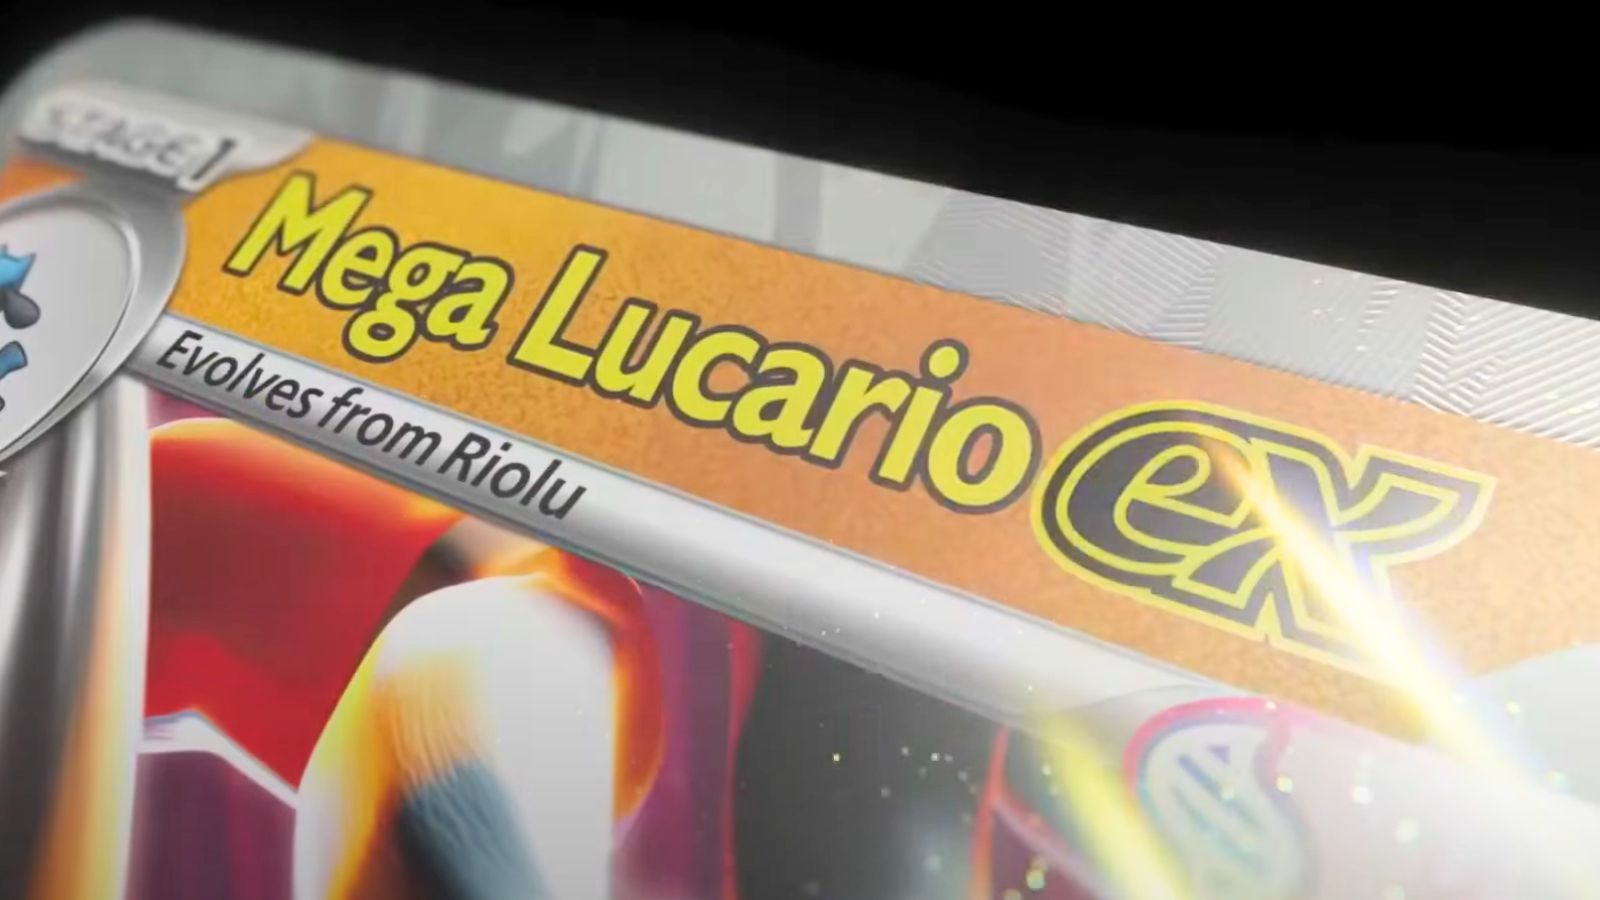 STAGE 1
Mega Lucario ex
Evolves from Riolu